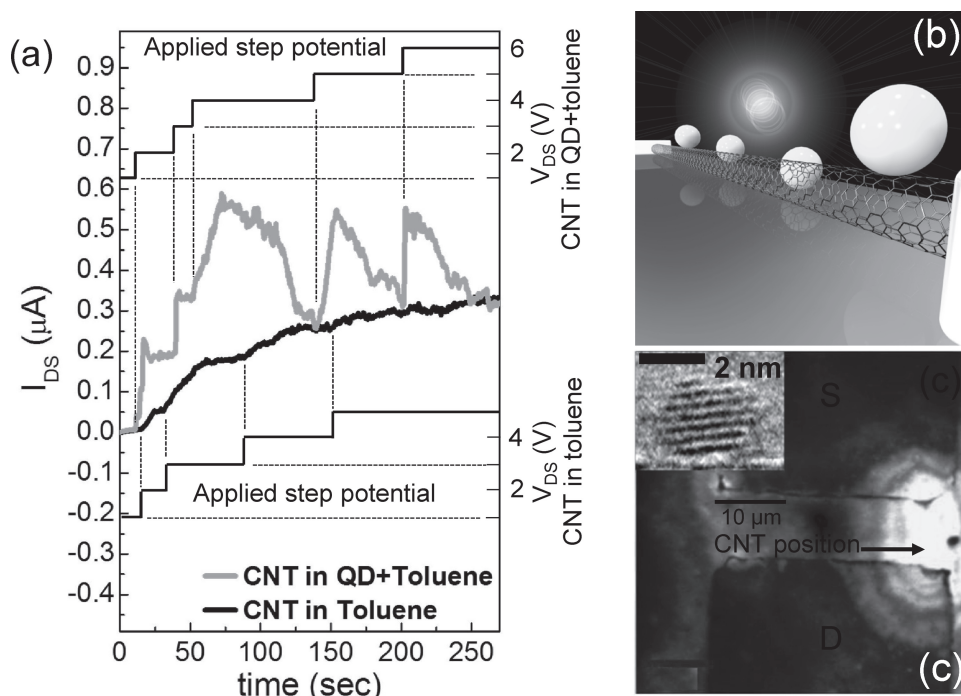 (a)
Applied step potential
0.9
0.8
0.7
0.6
0.5
0.4
0.3
0.2
0.1
0.0
-0.1
-0.2
-0.3
-0.4
I_DS (μA)
6
4
2
V_DS (V)
CNT in QD+toluene
4
2
V_DS (V)
CNT in toluene
Applied step potential
CNT in QD+Toluene
CNT in Toluene
0 50 100 150 200 250
time (sec)
(b)
2 nm
(c)
S
10 μm
CNT position
D
(c)